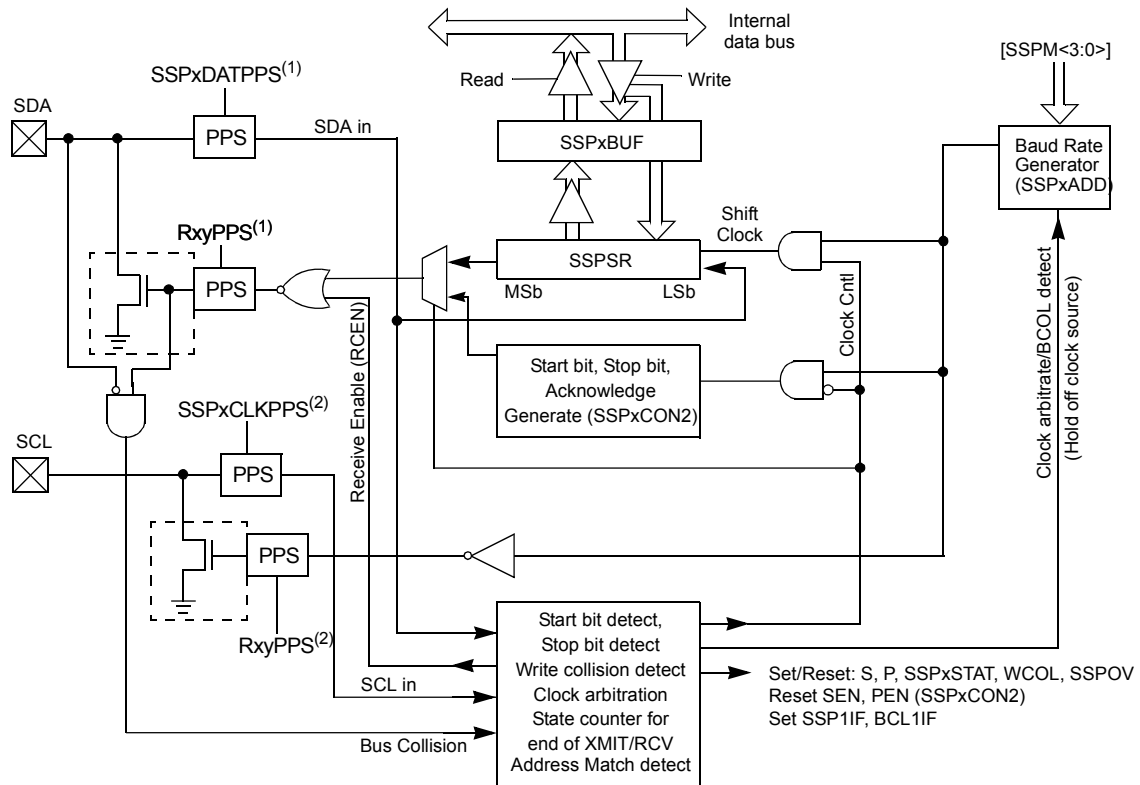 Internal
data bus
[SSPM<3:0>]
SSPxDATPPS(1)
Read
Write
SDA
PPS
SDA in
SSPxBUF
Baud Rate
Generator
(SSPxADD)
RxyPPS(1)
Shift
Clock
PPS
SSPSR
MSb
LSb
Clock Cntl
Clock arbitrate/BCOL detect
(Hold off clock source)
Receive Enable (RCEN)
Start bit, Stop bit,
Acknowledge
Generate (SSPxCON2)
SSPxCLKPPS(2)
SCL
PPS
PPS
RxyPPS(2)
Start bit detect,
Stop bit detect
Write collision detect
Clock arbitration
State counter for
end of XMIT/RCV
Address Match detect
SCL in
Bus Collision
Set/Reset: S, P, SSPxSTAT, WCOL, SSPOV
Reset SEN, PEN (SSPxCON2)
Set SSP1IF, BCL1IF